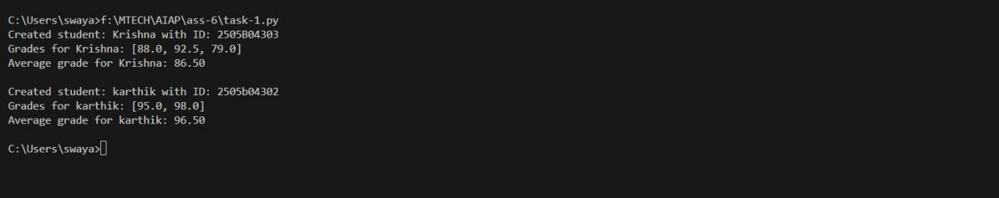 C:\Users\swaya>f:\MTECH\AIAP\ass-6\task-1.py
Created student: Krishna with ID: 2505B04303
Grades for Krishna: [88.0, 92.5, 79.0]
Average grade for Krishna: 86.50
Created student: karthik with ID: 2505b04302
Grades for karthik: [95.0, 98.0]
Average grade for karthik: 96.50
C:\Users\swaya>